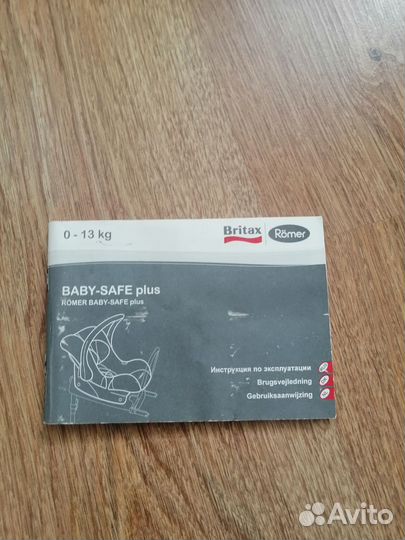 0 - 13 kg
Britax Römer
BABY-SAFE plus
RÖMER BABY-SAFE plus
Инструкция по эксплуатации
Brugsvejledning
Gebruiksaanwijzing
Avito